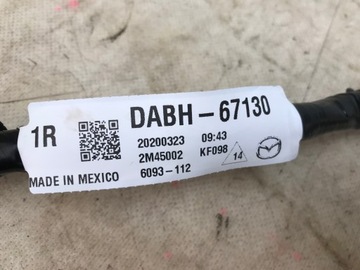 DABH-67130
1R
20200323 09:43
2M45002 KF098 14
MADE IN MEXICO 6093-112